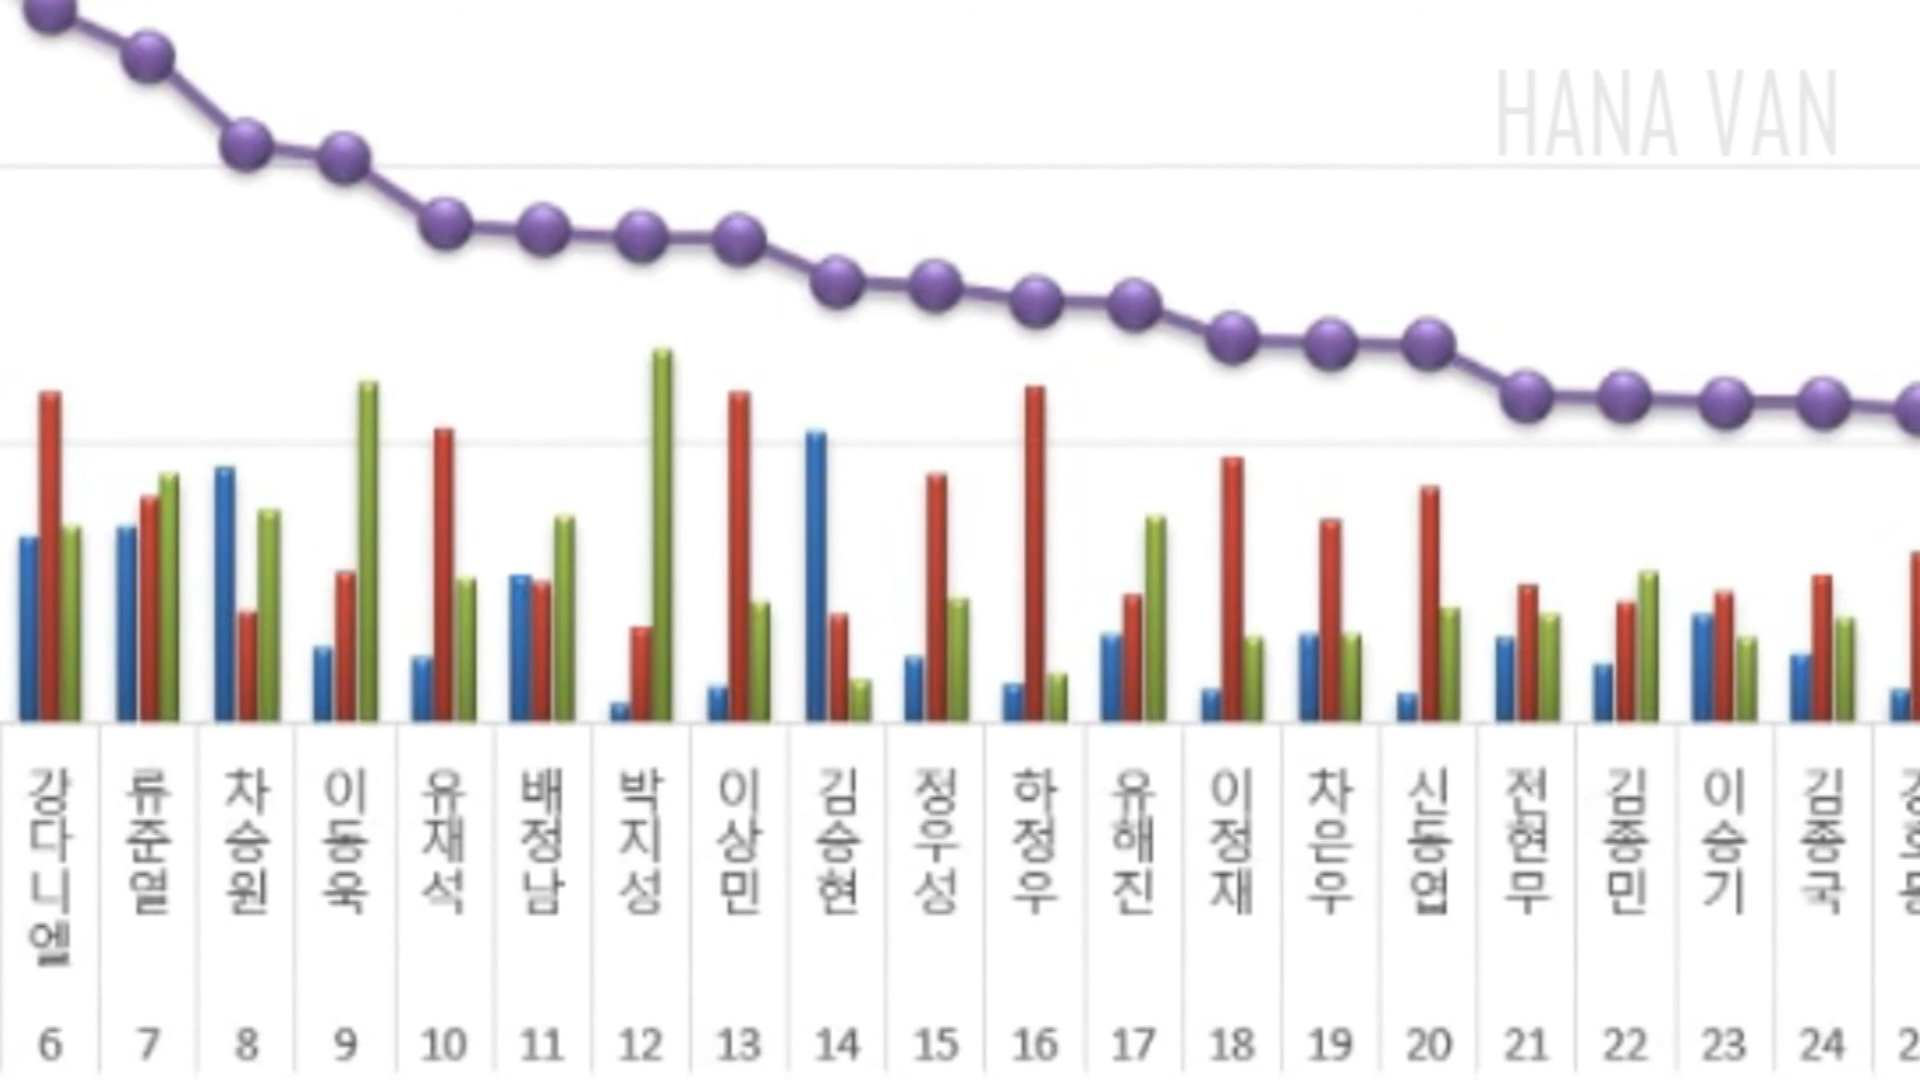 HANA VAN
강다니엘
류준열
차승원
이동욱
유재석
배정남
박지성
이상민
김승현
정우성
하정우
유해진
이정재
차은우
신동엽
전현무
김종민
이승기
김종국
6 7 8 9 10 11 12 13 14 15 16 17 18 19 20 21 22 23 24